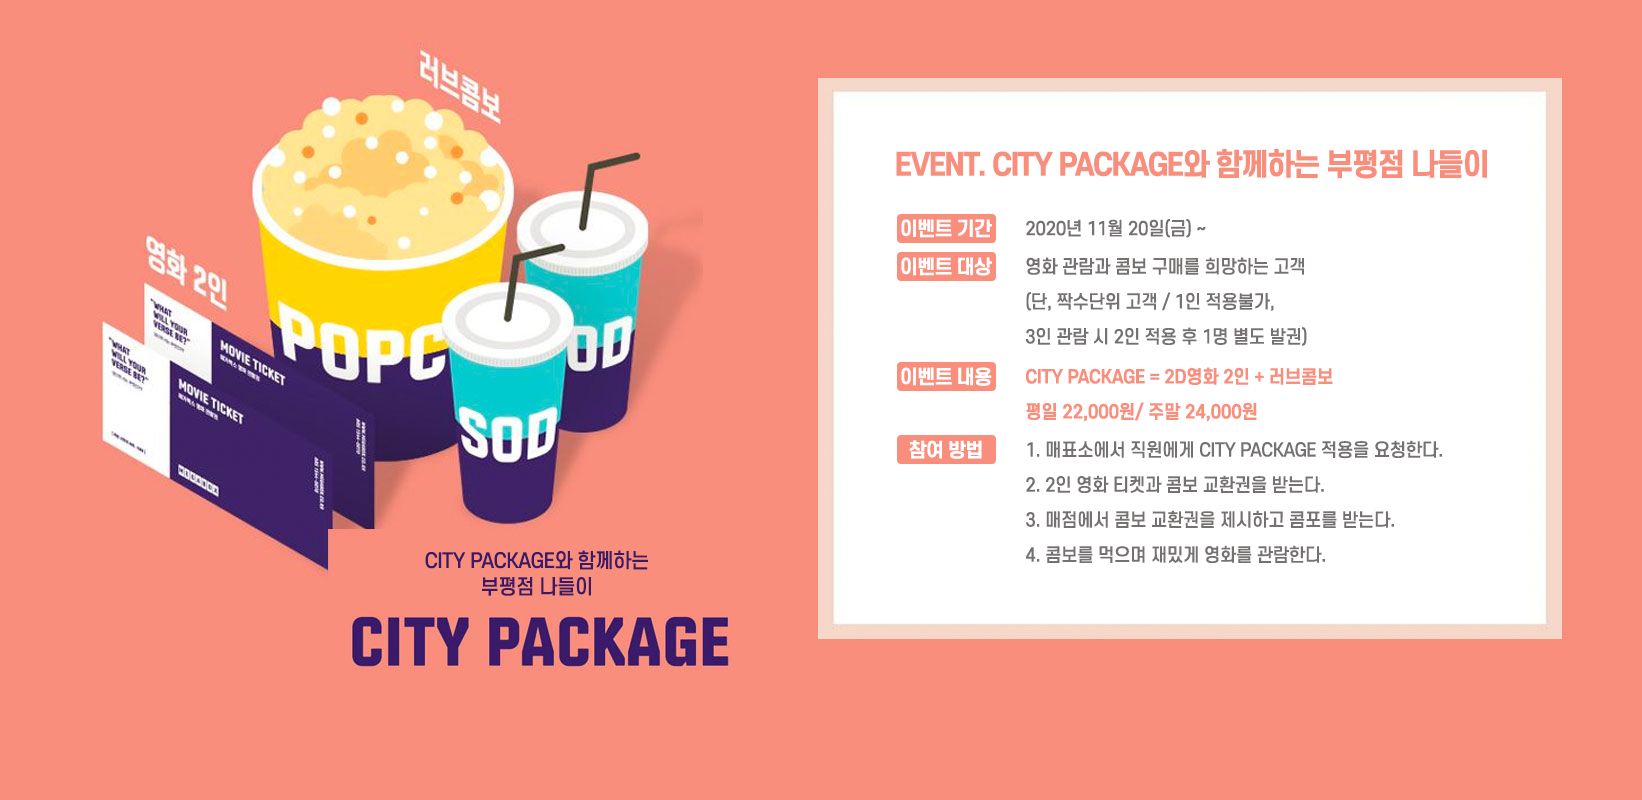 러브콤보
영화 2인
POPC
SOD
SOD
"WHAT
WILL YOUR
VERSE BE?"
MOVIE TICKET
"WHAT
WILL YOUR
VERSE BE?"
MOVIE TICKET
MEGABOX
CITY PACKAGE와 함께하는
부평점 나들이
CITY PACKAGE
EVENT. CITY PACKAGE와 함께하는 부평점 나들이
이벤트 기간 2020년 11월 20일(금) ~
이벤트 대상 영화 관람과 콤보 구매를 희망하는 고객
(단, 짝수단위 고객 / 1인 적용불가,
3인 관람 시 2인 적용 후 1명 별도 발권)
이벤트 내용 CITY PACKAGE = 2D영화 2인 + 러브콤보
평일 22,000원/ 주말 24,000원
참여 방법 1. 매표소에서 직원에게 CITY PACKAGE 적용을 요청한다.
2. 2인 영화 티켓과 콤보 교환권을 받는다.
3. 매점에서 콤보 교환권을 제시하고 콤포를 받는다.
4. 콤보를 먹으며 재밌게 영화를 관람한다.